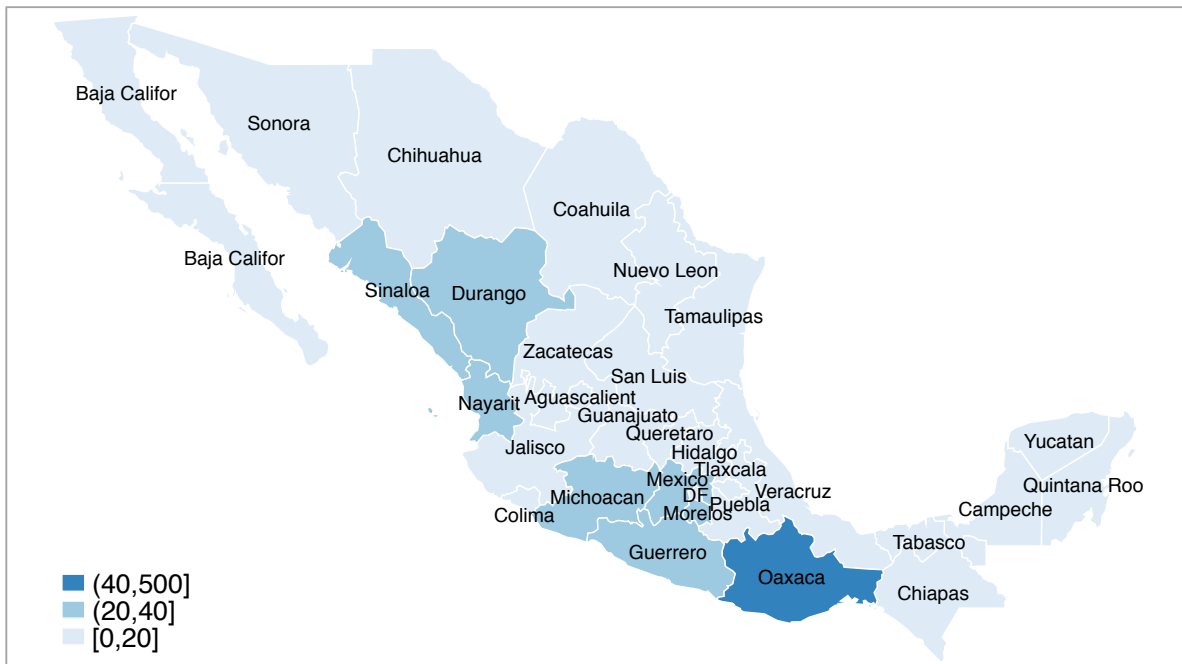 Baja Califor
Sonora
Chihuahua
Coahuila
Baja Califor
Nuevo Leon
Sinaloa
Durango
Tamaulipas
Zacatecas
San Luis
Nayarit
Aguascalient
Guanajuato
Queretaro
Jalisco
Hidalgo
Yucatan
Tlaxcala
Mexico
Quintana Roo
Michoacan
DF
Veracruz
Puebla
Campeche
Colima
Morelos
Tabasco
Guerrero
Oaxaca
Chiapas
(40,500]
(20,40]
[0,20]